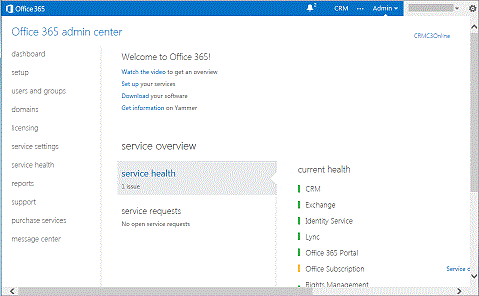 Office 365
2
CRM
Admin
Office 365 admin center
CRMC3Online
dashboard
setup
users and groups
domains
licensing
service settings
service health
reports
support
purchase services
message center
Welcome to Office 365!
Watch the video to get an overview
Set up your services
Download your software
Get information on Yammer
service overview
service health
1 issue
service requests
No open service requests
current health
CRM
Exchange
Identity Service
Lync
Office 365 Portal
Office Subscription
Service
Rights Management